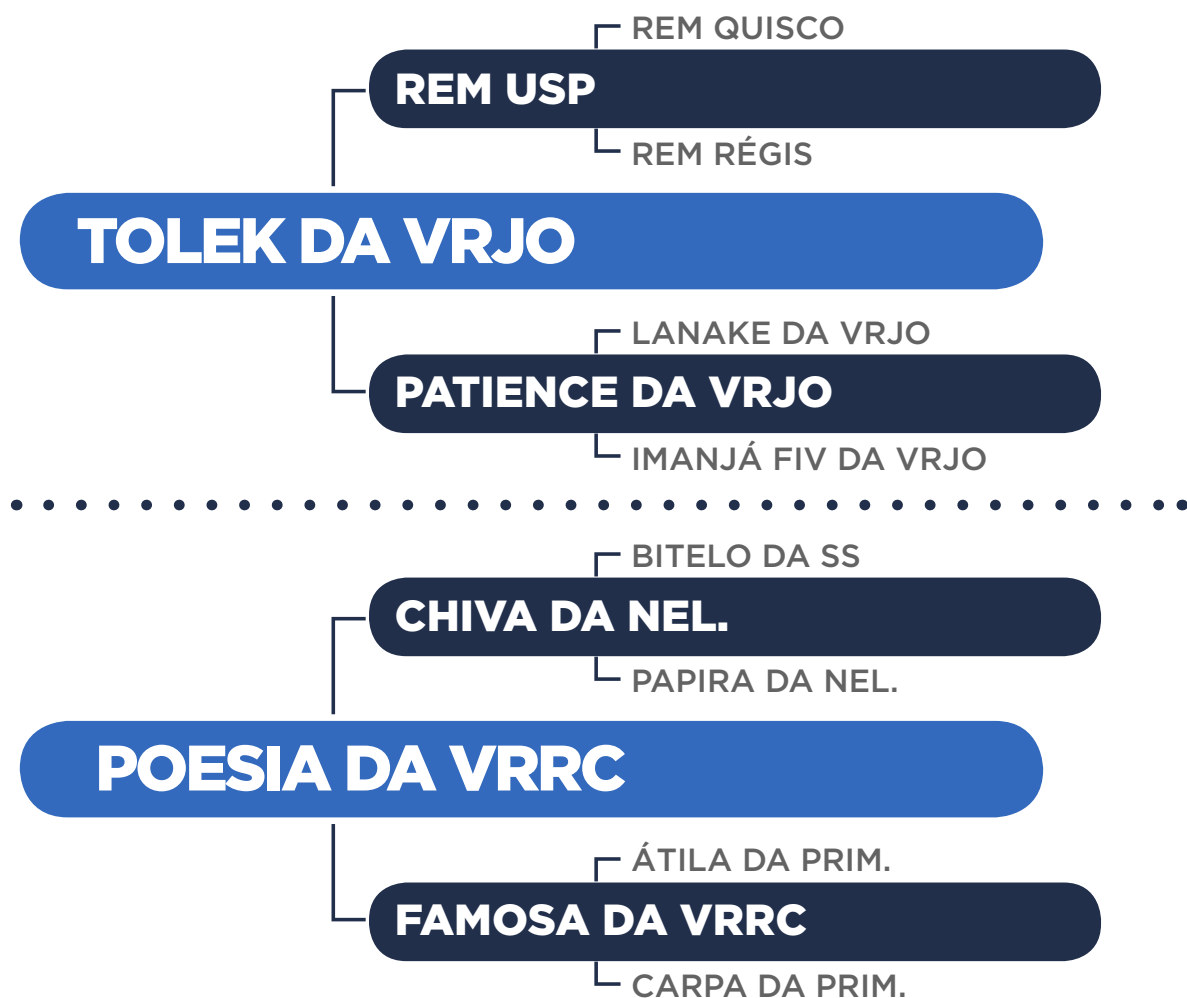 REM QUISCO
REM USP
REM RÉGIS
TOLEK DA VRJO
LANAKE DA VRJO
PATIENCE DA VRJO
IMANJÁ FIV DA VRJO
BITELO DA SS
CHIVA DA NEL.
PAPIRA DA NEL.
POESIA DA VRRC
ÁTILA DA PRIM.
FAMOSA DA VRRC
CARPA DA PRIM.